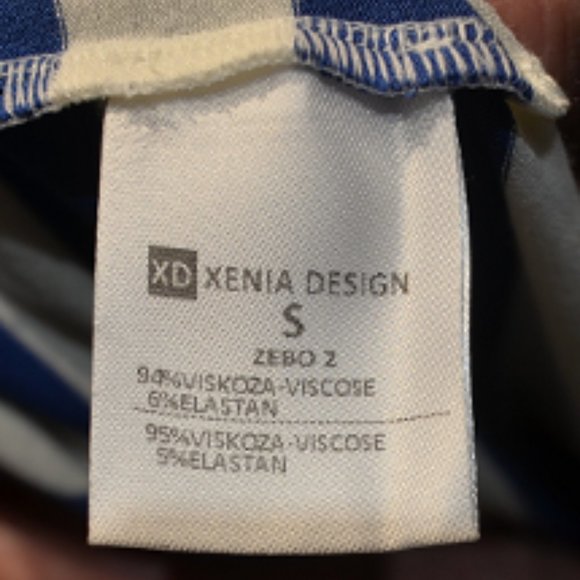 XD XENIA DESIGN
S
ZEBO 2
94%VISKOZA-VISCOSE
6%ELASTAN
95%VISKOZA-VISCOSE
5%ELASTAN